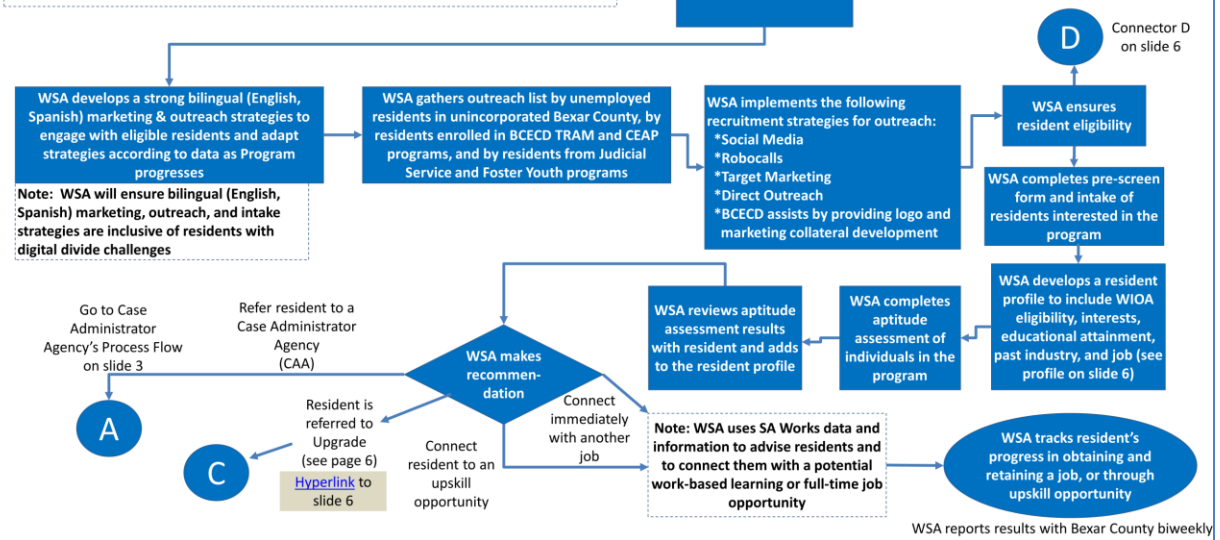 D
Connector D
on slide 6
WSA develops a strong bilingual (English,
Spanish) marketing & outreach strategies to
engage with eligible residents and adapt
strategies according to data as Program
progresses
Note:  WSA will ensure bilingual (English,
Spanish) marketing, outreach, and intake
strategies are inclusive of residents with
digital divide challenges
WSA gathers outreach list by unemployed
residents in unincorporated Bexar County, by
residents enrolled in BCECD TRAM and CEAP
programs, and by residents from Judicial
Service and Foster Youth programs
WSA implements the following
recruitment strategies for outreach:
*Social Media
*Robocalls
*Target Marketing
*Direct Outreach
*BCECD assists by providing logo and
marketing collateral development
WSA ensures
resident eligibility
WSA completes pre-screen
form and intake of
residents interested in the
program
WSA develops a resident
profile to include WIOA
eligibility, interests,
educational attainment,
past industry, and job (see
profile on slide 6)
WSA completes
aptitude
assessment of
individuals in the
program
WSA reviews aptitude
assessment results
with resident and adds
to the resident profile
WSA makes
recommen-
dation
Refer resident to a
Case Administrator
Agency
(CAA)
Go to Case
Administrator
Agency's Process Flow
on slide 3
A
Resident is
referred to
Upgrade
(see page 6)
Hyperlink to
slide 6
C
Connect
resident to an
upskill
opportunity
Connect
immediately
with another
job
Note: WSA uses SA Works data and
information to advise residents and
to connect them with a potential
work-based learning or full-time job
opportunity
WSA tracks resident's
progress in obtaining and
retaining a job, or through
upskill opportunity
WSA reports results with Bexar County biweekly